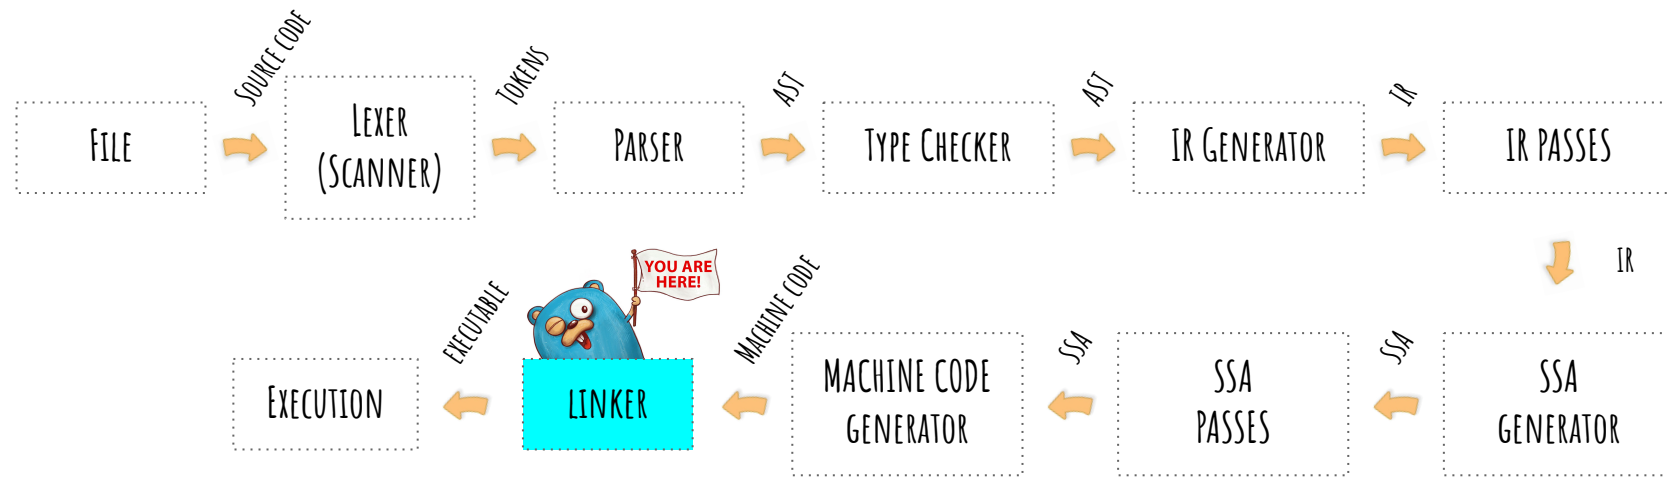 Source code
Tokens
AST
AST
IR
File
Lexer
(Scanner)
Parser
Type Checker
IR Generator
IR PASSES
IR
YOU ARE
HERE!
Executable
Machine code
SSA
SSA
Execution
LINKER
MACHINE CODE
GENERATOR
SSA
PASSES
SSA
GENERATOR